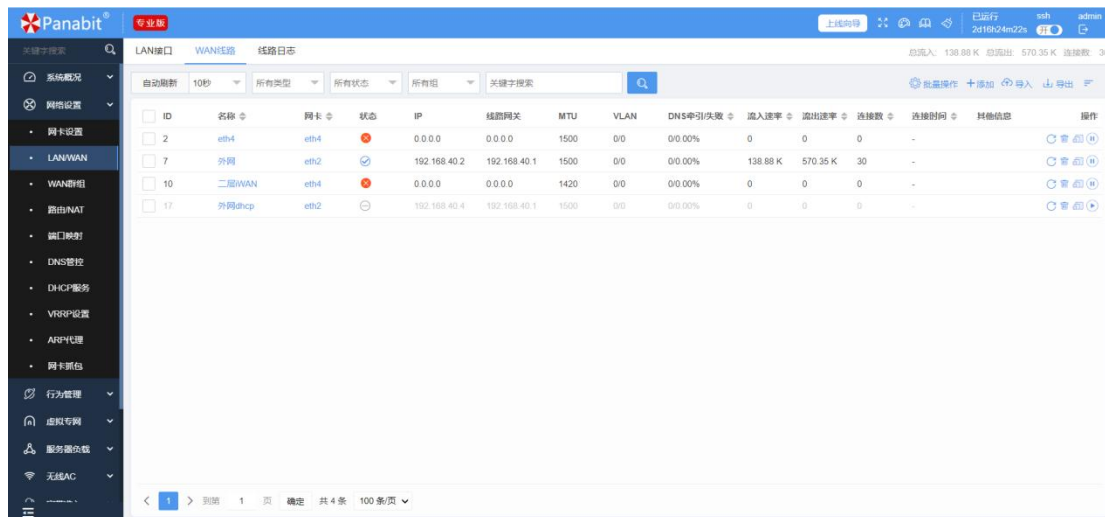 Panabit®
专业版
上线向导
已运行
2d16h24m22s
ssh
开
admin
关键字搜索
LAN接口 WAN线路 线路日志
总流入: 138.88 K 总流出: 570.35 K 连接数: 3
系统概况
网络设置
网卡设置
LAN/WAN
WAN群组
路由/NAT
端口映射
DNS管控
DHCP服务
VRRP设置
ARP代理
网卡抓包
行为管理
虚拟专网
服务器负载
无线AC
自动刷新 10秒 所有类型 所有状态 所有组 关键字搜索
批量操作 添加 导入 导出
ID 名称 网卡 状态 IP 线路网关 MTU VLAN DNS牵引/失败 流入速率 流出速率 连接数 连接时间 其他信息 操作
2 eth4 eth4 0.0.0.0 0.0.0.0 1500 0/0 0/0.00% 0 0 0 -
7 外网 eth2 192.168.40.2 192.168.40.1 1500 0/0 0/0.00% 138.88 K 570.35 K 30 -
10 二层iWAN eth4 0.0.0.0 0.0.0.0 1420 0/0 0/0.00% 0 0 0 -
17 外网dhcp eth2 192.168.40.4 192.168.40.1 1500 0/0 0/0.00% 0 0 0 -
1 到第 1 页 确定 共 4 条 100 条/页